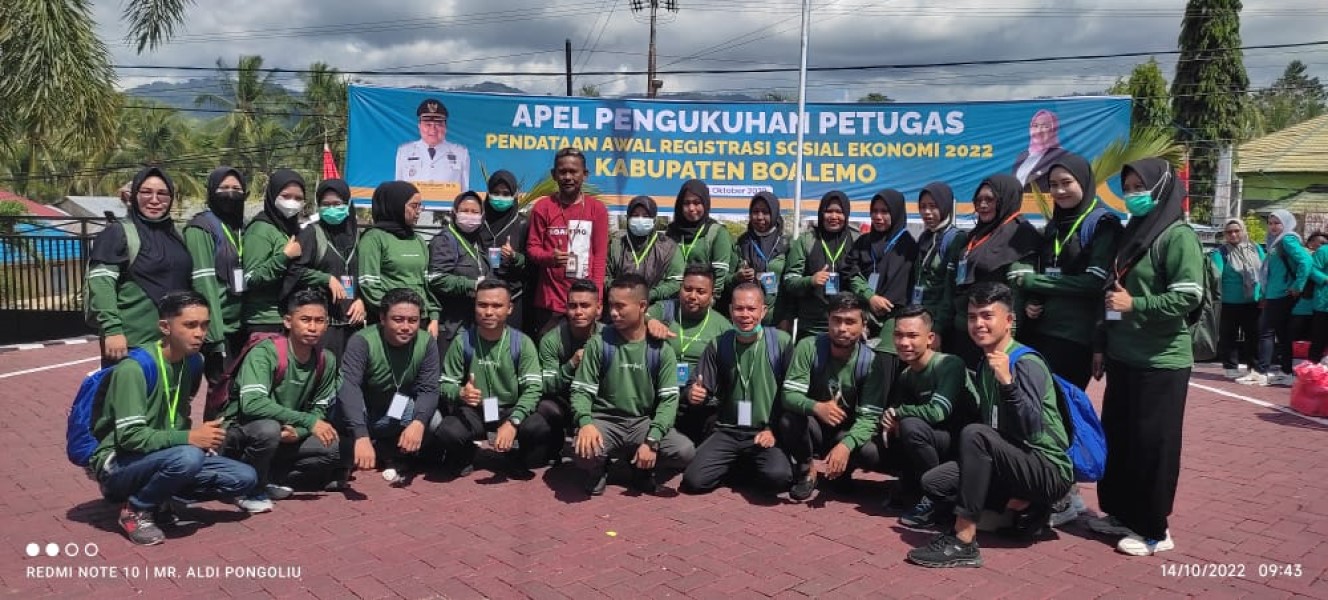 APEL PENGUKUHAN PETUGAS
PENDATAAN AWAL REGISTRASI SOSIAL EKONOMI 2022
KABUPATEN BOALEMO
Oktober 2022
REDMI NOTE 10 | MR. ALDI PONGOLIU
14/10/2022 09:43